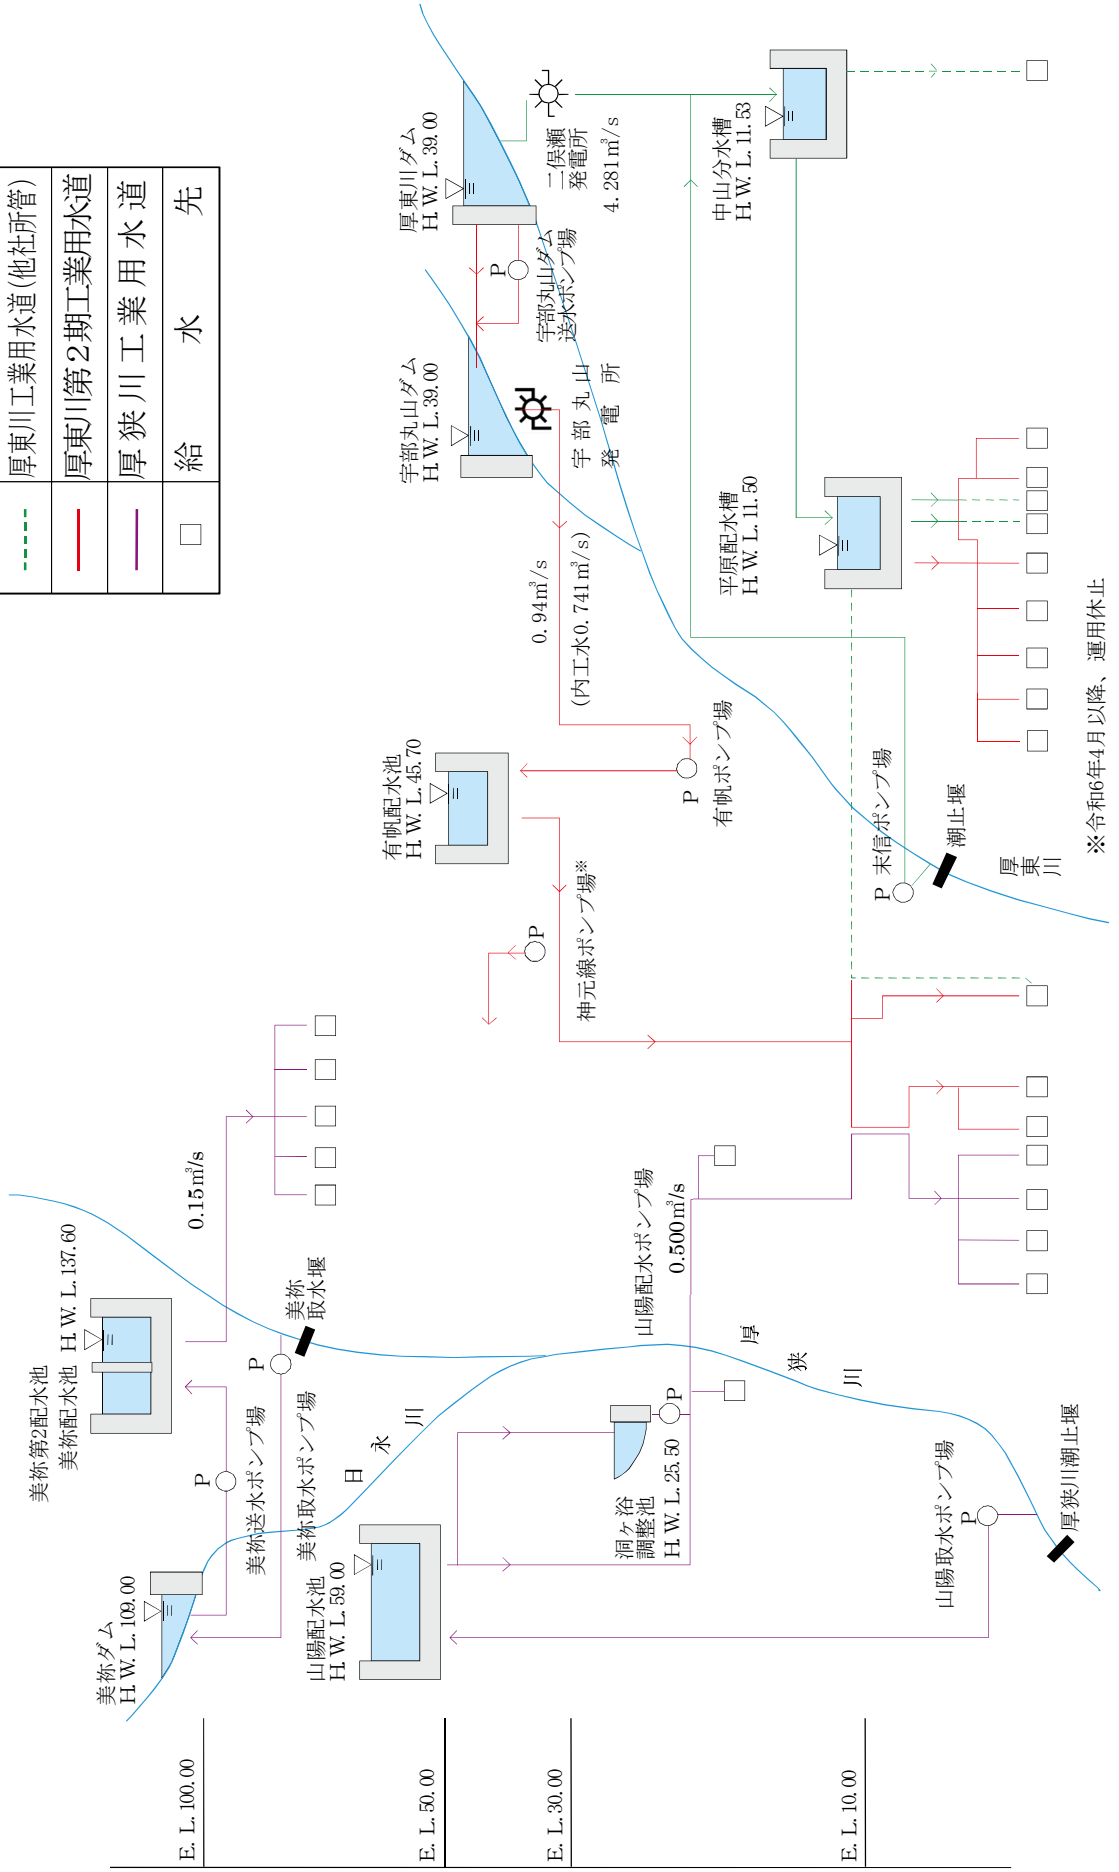 厚東川工業用水道(他社所管)
厚東川第2期工業用水道
厚狭川工業用水道
給水先
E. L. 100. 00
E. L. 50. 00
E. L. 30. 00
E. L. 10. 00
美祢ダム
H. W. L. 109. 00
美祢第2配水池
美祢配水池
H. W. L. 137. 60
P
美祢送水ポンプ場
P
美祢取水ポンプ場
美祢
取水堰
0.15㎥/s
日永川
山陽配水池
H. W. L. 59. 00
洞ヶ谷
調整池
H. W. L. 25. 50
P
山陽配水ポンプ場
0.500㎥/s
厚狭川
山陽取水ポンプ場
P
厚狭川潮止堰
有帆配水池
H. W. L. 45. 70
P
神元線ポンプ場※
P
有帆ポンプ場
0. 94㎥/s
(内工水0. 741㎥/s)
宇部丸山ダム
H. W. L. 39. 00
宇部丸山
発電所
厚東川ダム
H. W. L. 39. 00
P
宇部丸山ダム
送水ポンプ場
二俣瀬
発電所
4. 281㎥/s
中山分水槽
H. W. L. 11. 53
平原配水槽
H. W. L. 11. 50
P
末信ポンプ場
潮止堰
厚東川
※令和6年4月以降、運用休止